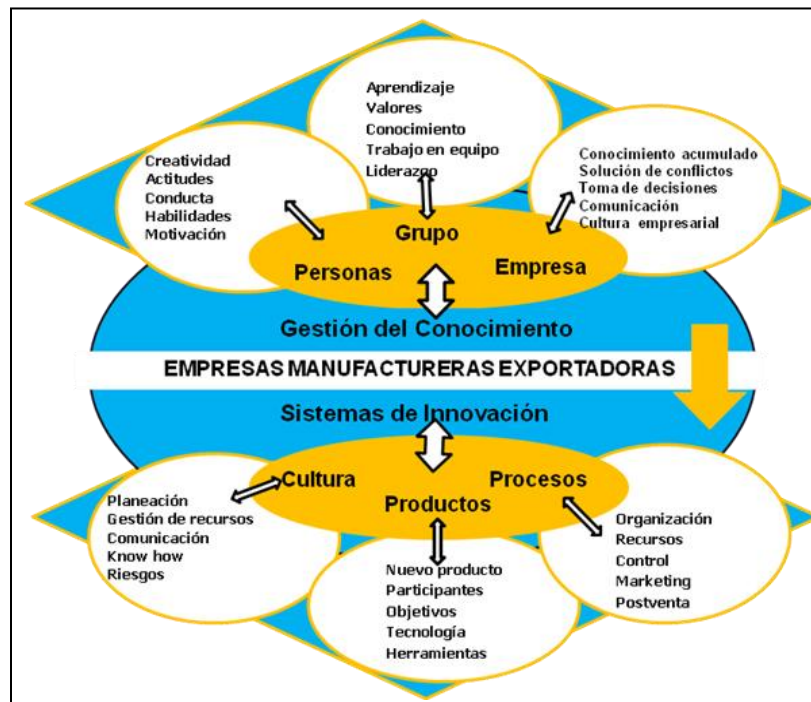 Aprendizaje
Valores
Conocimiento
Trabajo en equipo
Liderazgo
Creatividad
Actitudes
Conducta
Habilidades
Motivación
Conocimiento acumulado
Solución de conflictos
Toma de decisiones
Comunicación
Cultura empresarial
Grupo
Personas
Empresa
Gestión del Conocimiento
EMPRESAS MANUFACTURERAS EXPORTADORAS
Sistemas de Innovación
Cultura
Procesos
Productos
Planeación
Gestión de recursos
Comunicación
Know how
Riesgos
Nuevo producto
Participantes
Objetivos
Tecnología
Herramientas
Organización
Recursos
Control
Marketing
Postventa